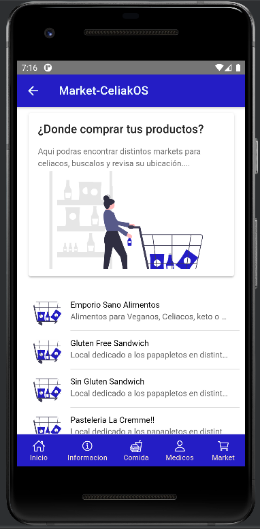 7:16
Market-CeliakOS
¿Donde comprar tus productos?
Aqui podras encontrar distintos markets para
celiacos, buscalos y revisa su ubicación....
Emporio Sano Alimentos
Alimentos para Veganos, Celiacos, keto o ...
Gluten Free Sandwich
Local dedicado a los papapletos en distint...
Sin Gluten Sandwich
Local dedicado a los papapletos en distint...
Pasteleria La Cremme!!
Local dedicado a los papapletos en distint...
Inicio Informacion Comida Medicos Market